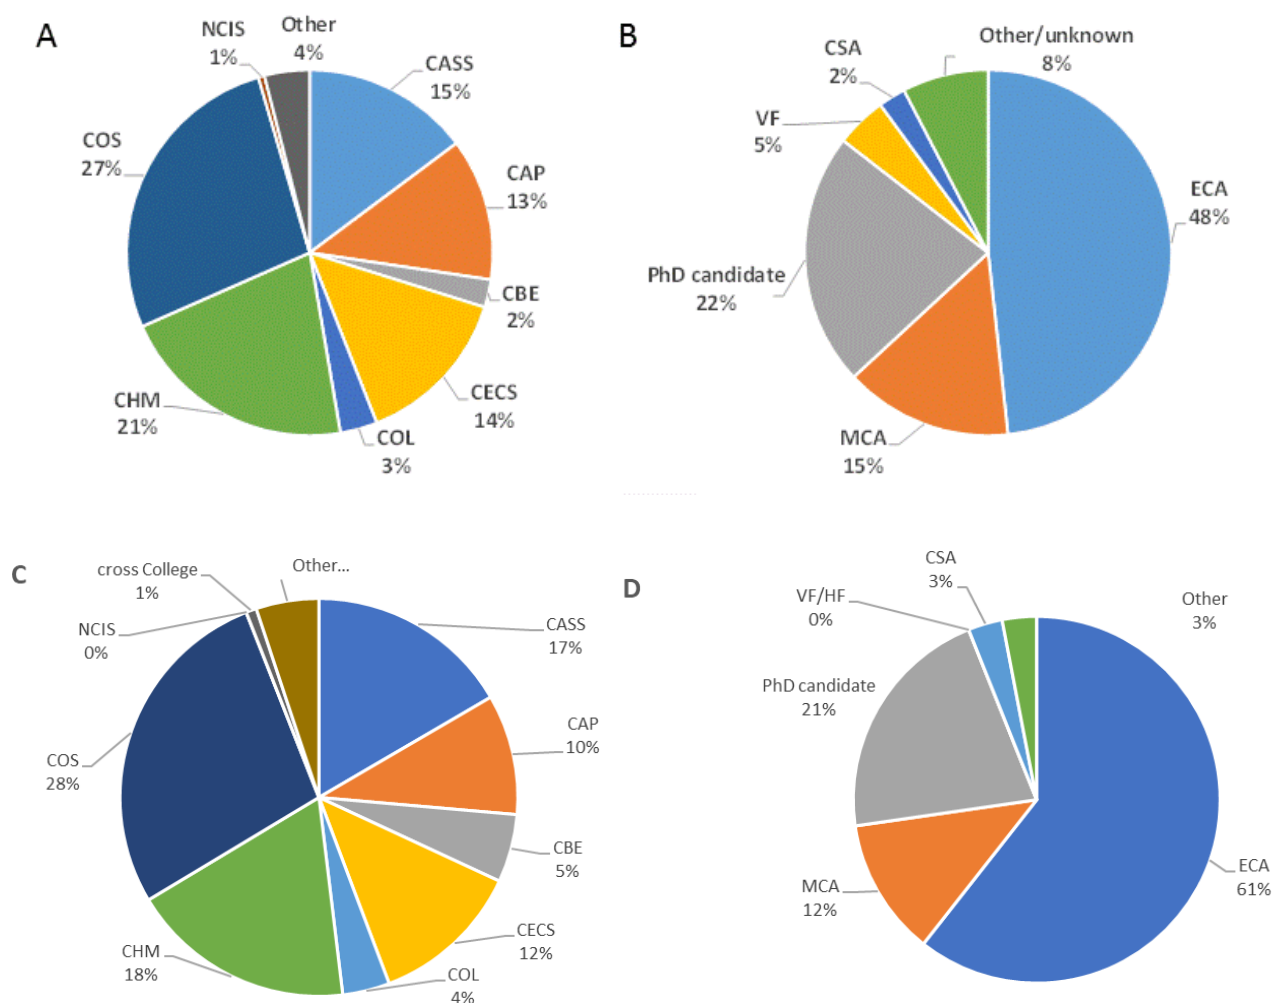 A
NCIS
1%
Other
4%
CASS
15%
CAP
13%
CBE
2%
CECS
14%
COL
3%
CHM
21%
COS
27%
B
CSA
2%
Other/unknown
8%
VF
5%
ECA
48%
PhD candidate
22%
MCA
15%
C
cross College
1%
Other...
NCIS
0%
CASS
17%
CAP
10%
CBE
5%
CECS
12%
COL
4%
CHM
18%
COS
28%
D
CSA
3%
VF/HF
0%
Other
3%
PhD candidate
21%
MCA
12%
ECA
61%